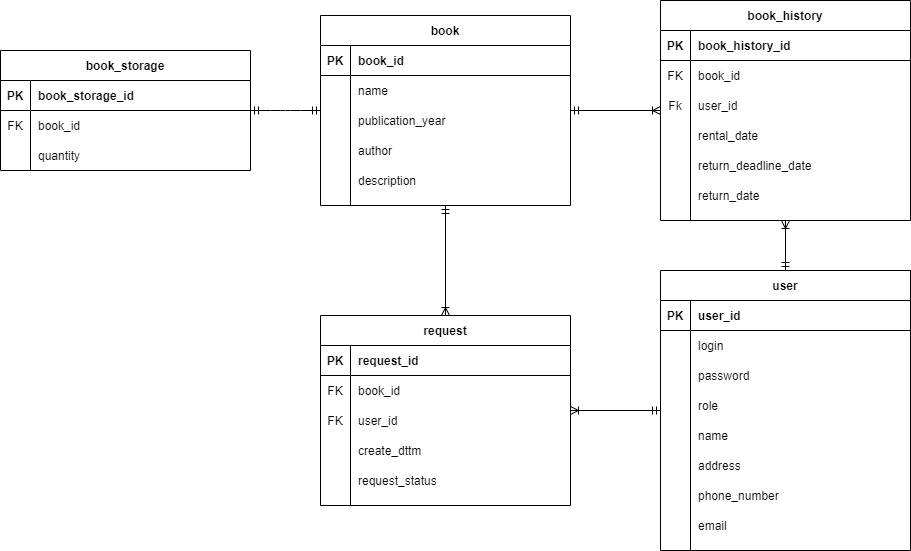 book_storage
PK book_storage_id
FK book_id
quantity
book
PK book_id
name
publication_year
author
description
book_history
PK book_history_id
FK book_id
Fk user_id
rental_date
return_deadline_date
return_date
request
PK request_id
FK book_id
FK user_id
create_dttm
request_status
user
PK user_id
login
password
role
name
address
phone_number
email